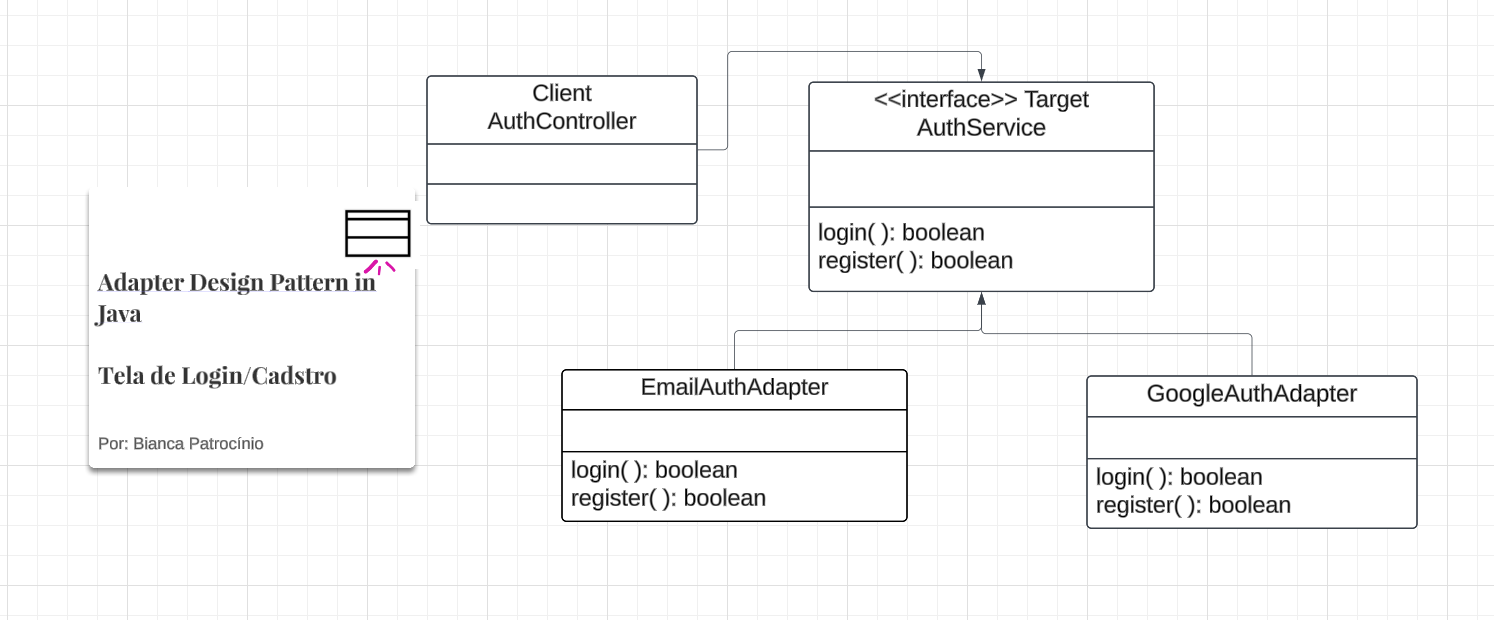 Adapter Design Pattern in
Java
Tela de Login/Cadstro
Por: Bianca Patrocínio
Client
AuthController
<<interface>> Target
AuthService
login( ): boolean
register( ): boolean
EmailAuthAdapter
login( ): boolean
register( ): boolean
GoogleAuthAdapter
login( ): boolean
register( ): boolean